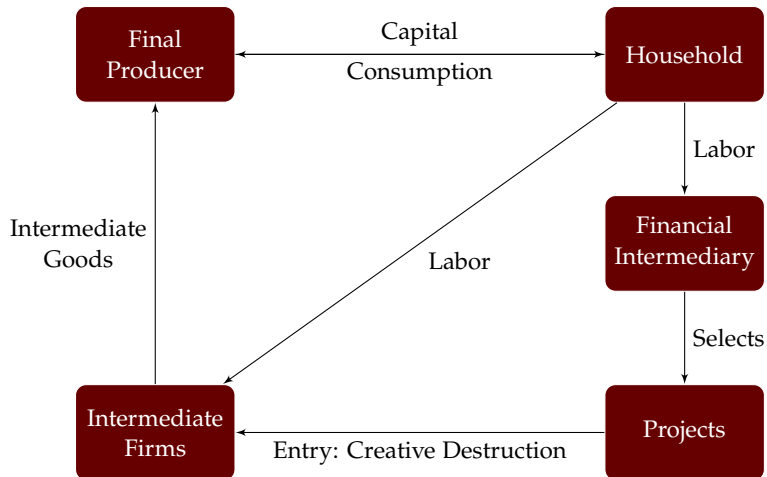 Final
Producer
Capital
Consumption
Household
Labor
Intermediate
Goods
Labor
Financial
Intermediary
Selects
Intermediate
Firms
Entry: Creative Destruction
Projects